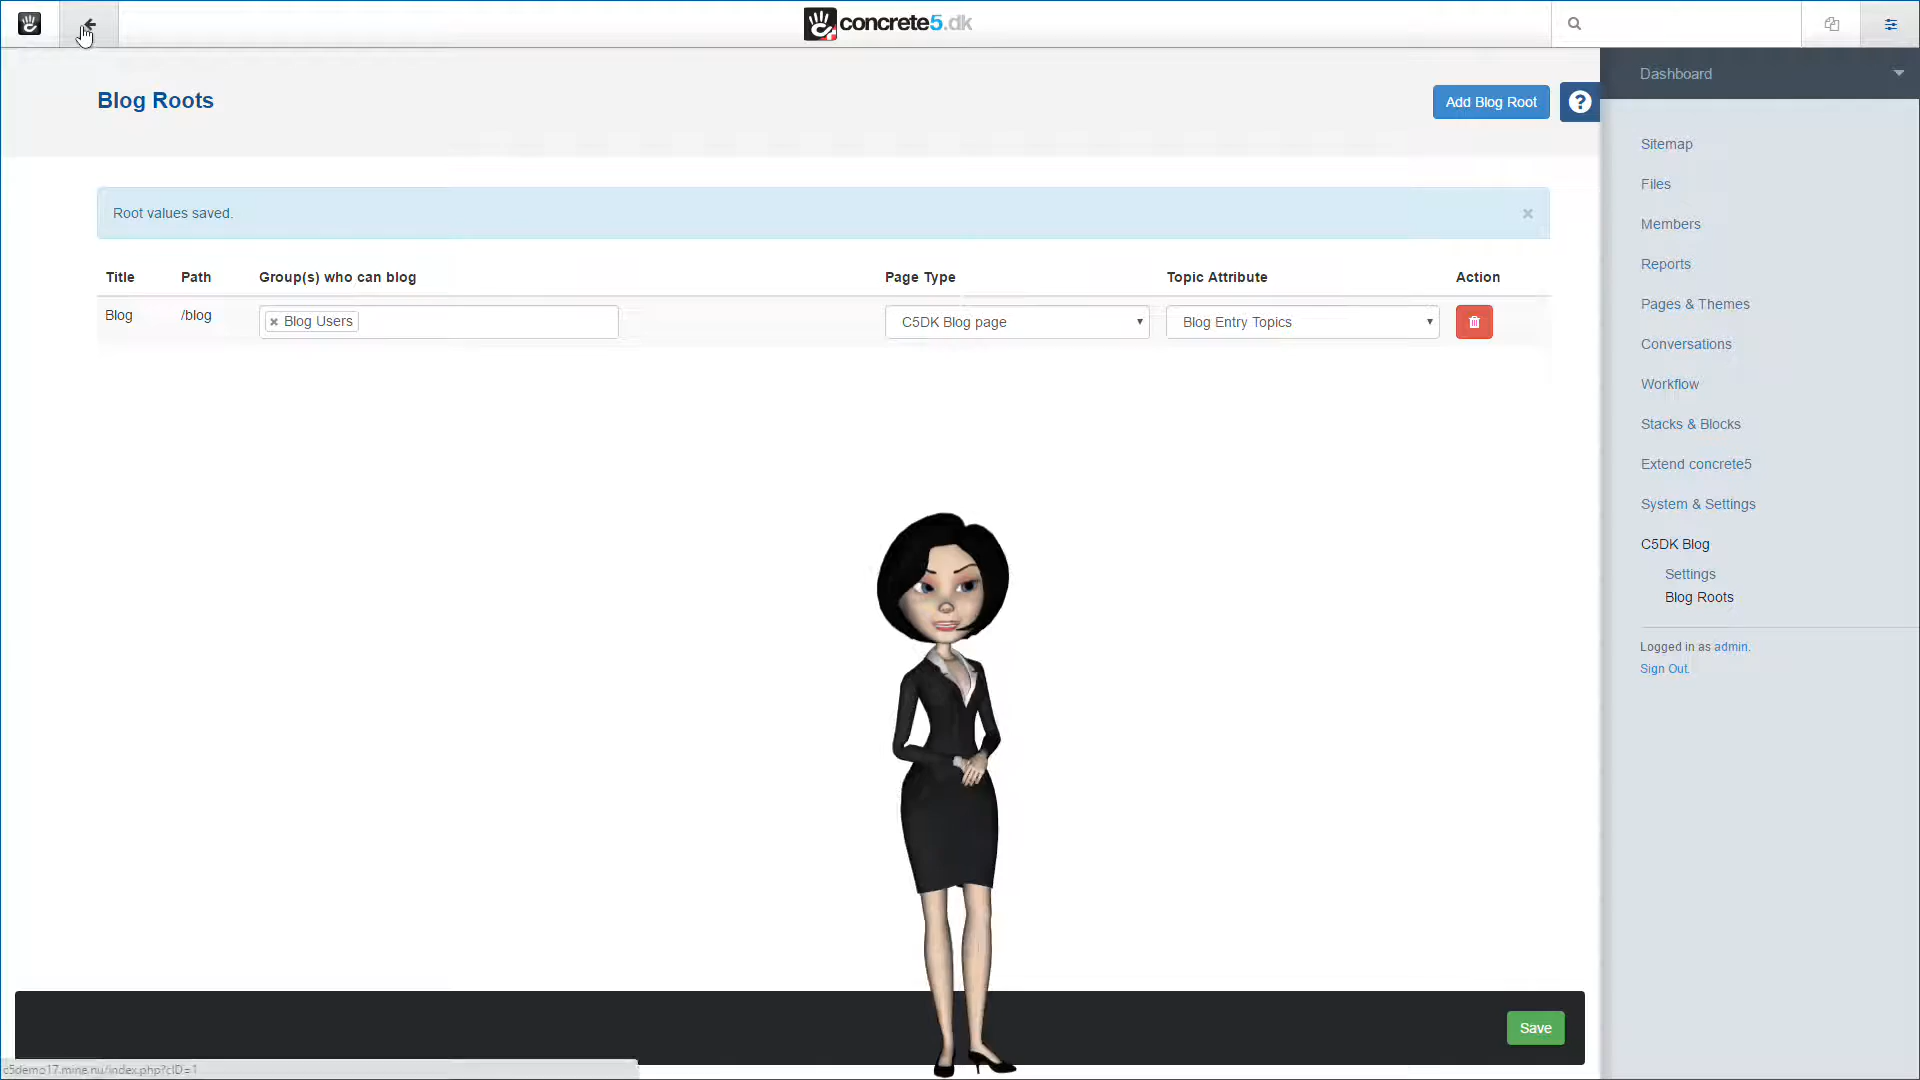 concrete5.dk
Dashboard
Blog Roots
Add Blog Root
?
Sitemap
Files
Members
Reports
Pages & Themes
Conversations
Workflow
Stacks & Blocks
Extend concrete5
System & Settings
C5DK Blog
Settings
Blog Roots
Logged in as admin.
Sign Out.
Root values saved.
×
Title Path Group(s) who can blog Page Type Topic Attribute Action
Blog /blog × Blog Users C5DK Blog page Blog Entry Topics
Save
c5demo17.mine.nu/index.php?cID=1